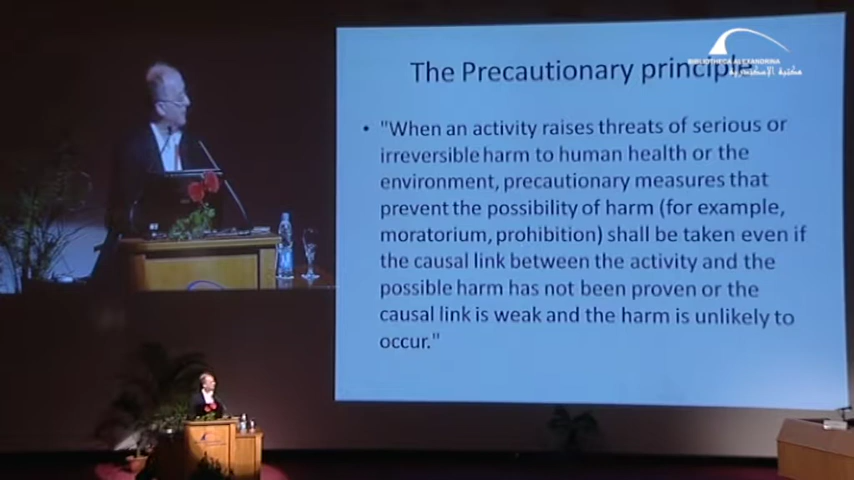 BIBLIOTHECA ALEXANDRINA
مكتبة الإسكندرية
The Precautionary principle
• "When an activity raises threats of serious or
irreversible harm to human health or the
environment, precautionary measures that
prevent the possibility of harm (for example,
moratorium, prohibition) shall be taken even if
the causal link between the activity and the
possible harm has not been proven or the
causal link is weak and the harm is unlikely to
occur."